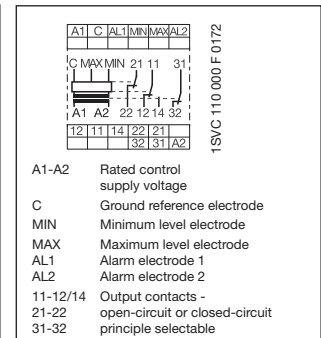 A1 C AL1 MIN MAX AL2
C MAX MIN 21 11 31
A1 A2 22 12 14 32
12 11 14 22 21
32 31 A2
1SVC 110 000 F 0172
A1-A2 Rated control
supply voltage
C Ground reference electrode
MIN Minimum level electrode
MAX Maximum level electrode
AL1 Alarm electrode 1
AL2 Alarm electrode 2
11-12/14 Output contacts -
21-22 open-circuit or closed-circuit
31-32 principle selectable